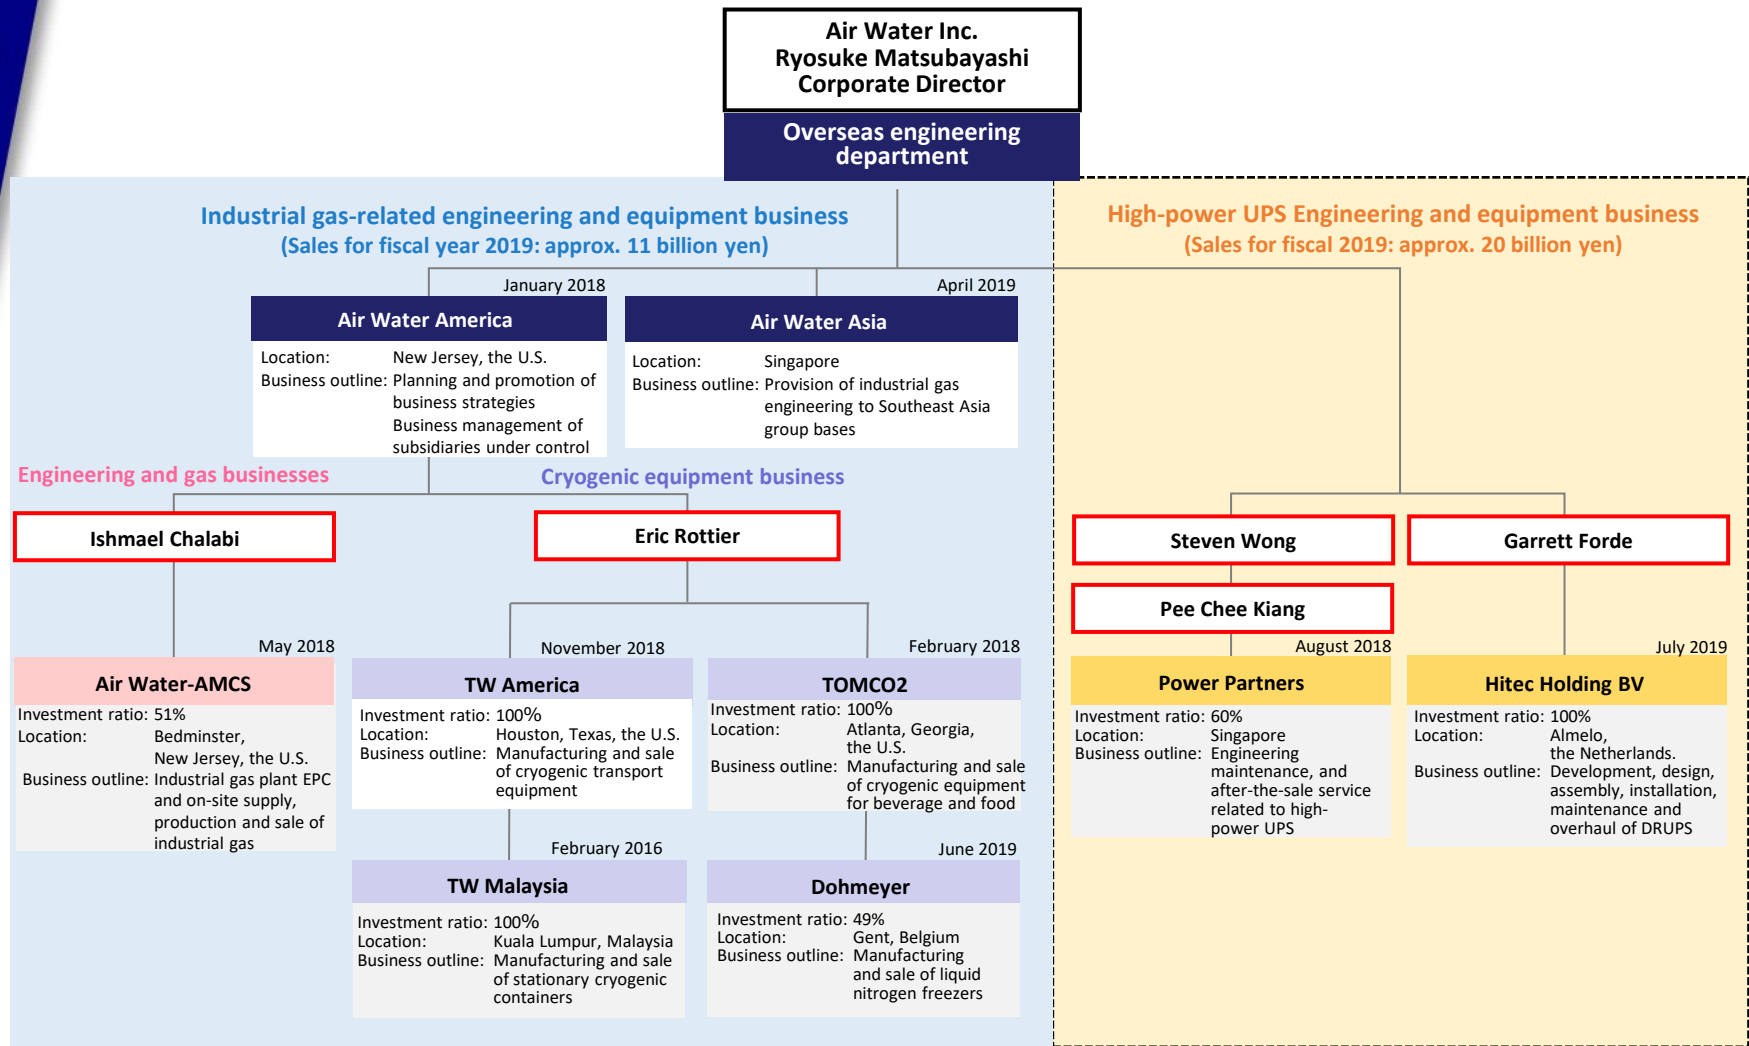 Air Water Inc.
Ryosuke Matsubayashi
Corporate Director
Overseas engineering
department
Industrial gas-related engineering and equipment business
(Sales for fiscal year 2019: approx. 11 billion yen)
High-power UPS Engineering and equipment business
(Sales for fiscal 2019: approx. 20 billion yen)
January 2018
Air Water America
Location: New Jersey, the U.S.
Business outline: Planning and promotion of
business strategies
Business management of
subsidiaries under control
April 2019
Air Water Asia
Location: Singapore
Business outline: Provision of industrial gas
engineering to Southeast Asia
group bases
Engineering and gas businesses
Cryogenic equipment business
Ishmael Chalabi
Eric Rottier
Steven Wong
Garrett Forde
Pee Chee Kiang
May 2018
Air Water-AMCS
Investment ratio: 51%
Location: Bedminster,
New Jersey, the U.S.
Business outline: Industrial gas plant EPC
and on-site supply,
production and sale of
industrial gas
November 2018
TW America
Investment ratio: 100%
Location: Houston, Texas, the U.S.
Business outline: Manufacturing and sale
of cryogenic transport
equipment
February 2018
TOMCO2
Investment ratio: 100%
Location: Atlanta, Georgia,
the U.S.
Business outline: Manufacturing and sale
of cryogenic equipment
for beverage and food
August 2018
Power Partners
Investment ratio: 60%
Location: Singapore
Business outline: Engineering
maintenance, and
after-the-sale service
related to high-
power UPS
July 2019
Hitec Holding BV
Investment ratio: 100%
Location: Almelo,
the Netherlands.
Business outline: Development, design,
assembly, installation,
maintenance and
overhaul of DRUPS
February 2016
TW Malaysia
Investment ratio: 100%
Location: Kuala Lumpur, Malaysia
Business outline: Manufacturing and sale
of stationary cryogenic
containers
June 2019
Dohmeyer
Investment ratio: 49%
Location: Gent, Belgium
Business outline: Manufacturing
and sale of liquid
nitrogen freezers